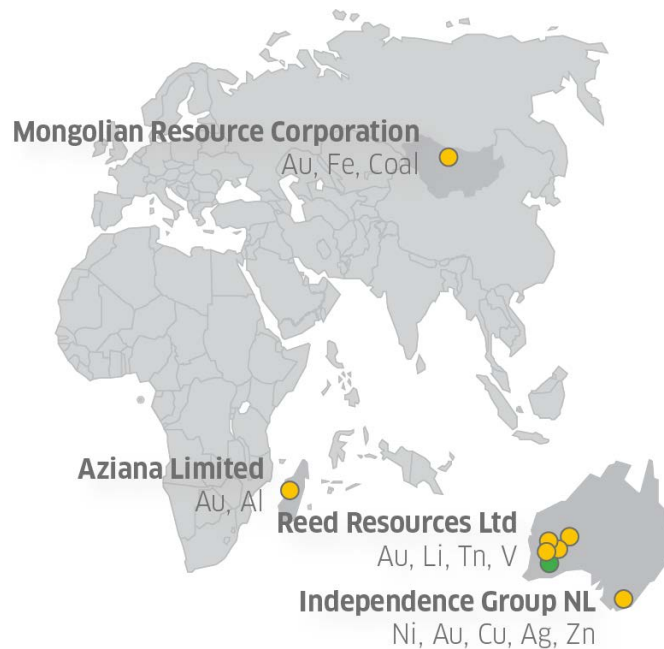 Mongolian Resource Corporation
Au, Fe, Coal
Aziana Limited
Au, Al
Reed Resources Ltd
Au, Li, Tn, V
Independence Group NL
Ni, Au, Cu, Ag, Zn